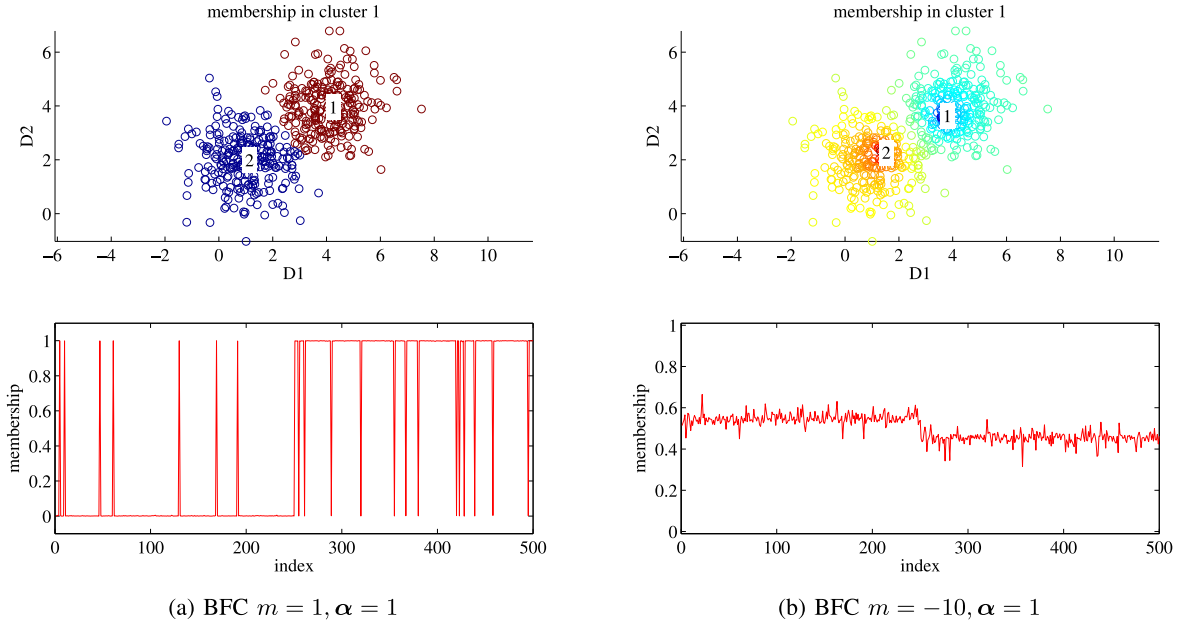 membership in cluster 1
6
4
2
0
D2
1
2
−6 −4 −2 0 2 4 6 8 10
D1
membership in cluster 1
6
4
2
0
D2
1
2
−6 −4 −2 0 2 4 6 8 10
D1
1
0.8
0.6
0.4
0.2
0
membership
0 100 200 300 400 500
index
1
0.8
0.6
0.4
0.2
0
membership
0 100 200 300 400 500
index
(a) BFC m = 1, α = 1
(b) BFC m = −10, α = 1